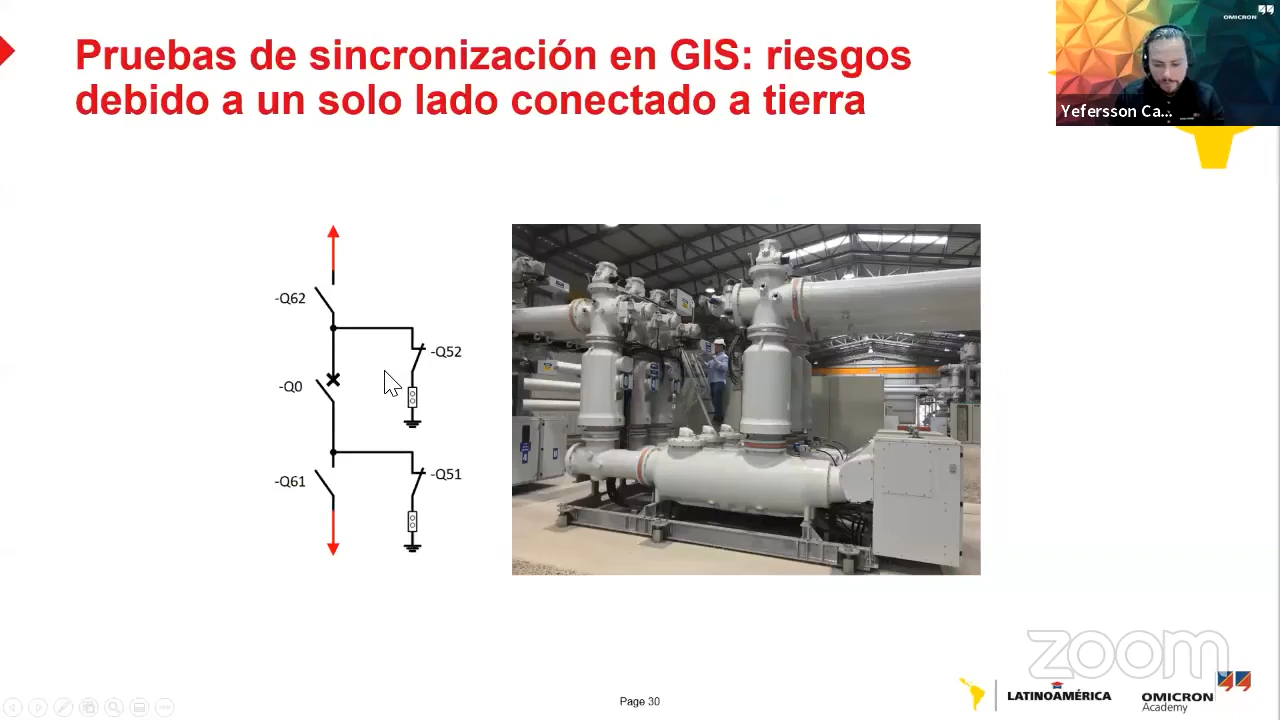 Pruebas de sincronización en GIS: riesgos
debido a un solo lado conectado a tierra
OMICRON
Yefersson Ca...
-Q62
-Q52
-Q0
-Q61
-Q51
zoom
Page 30
LATINOAMÉRICA
OMICRON
Academy